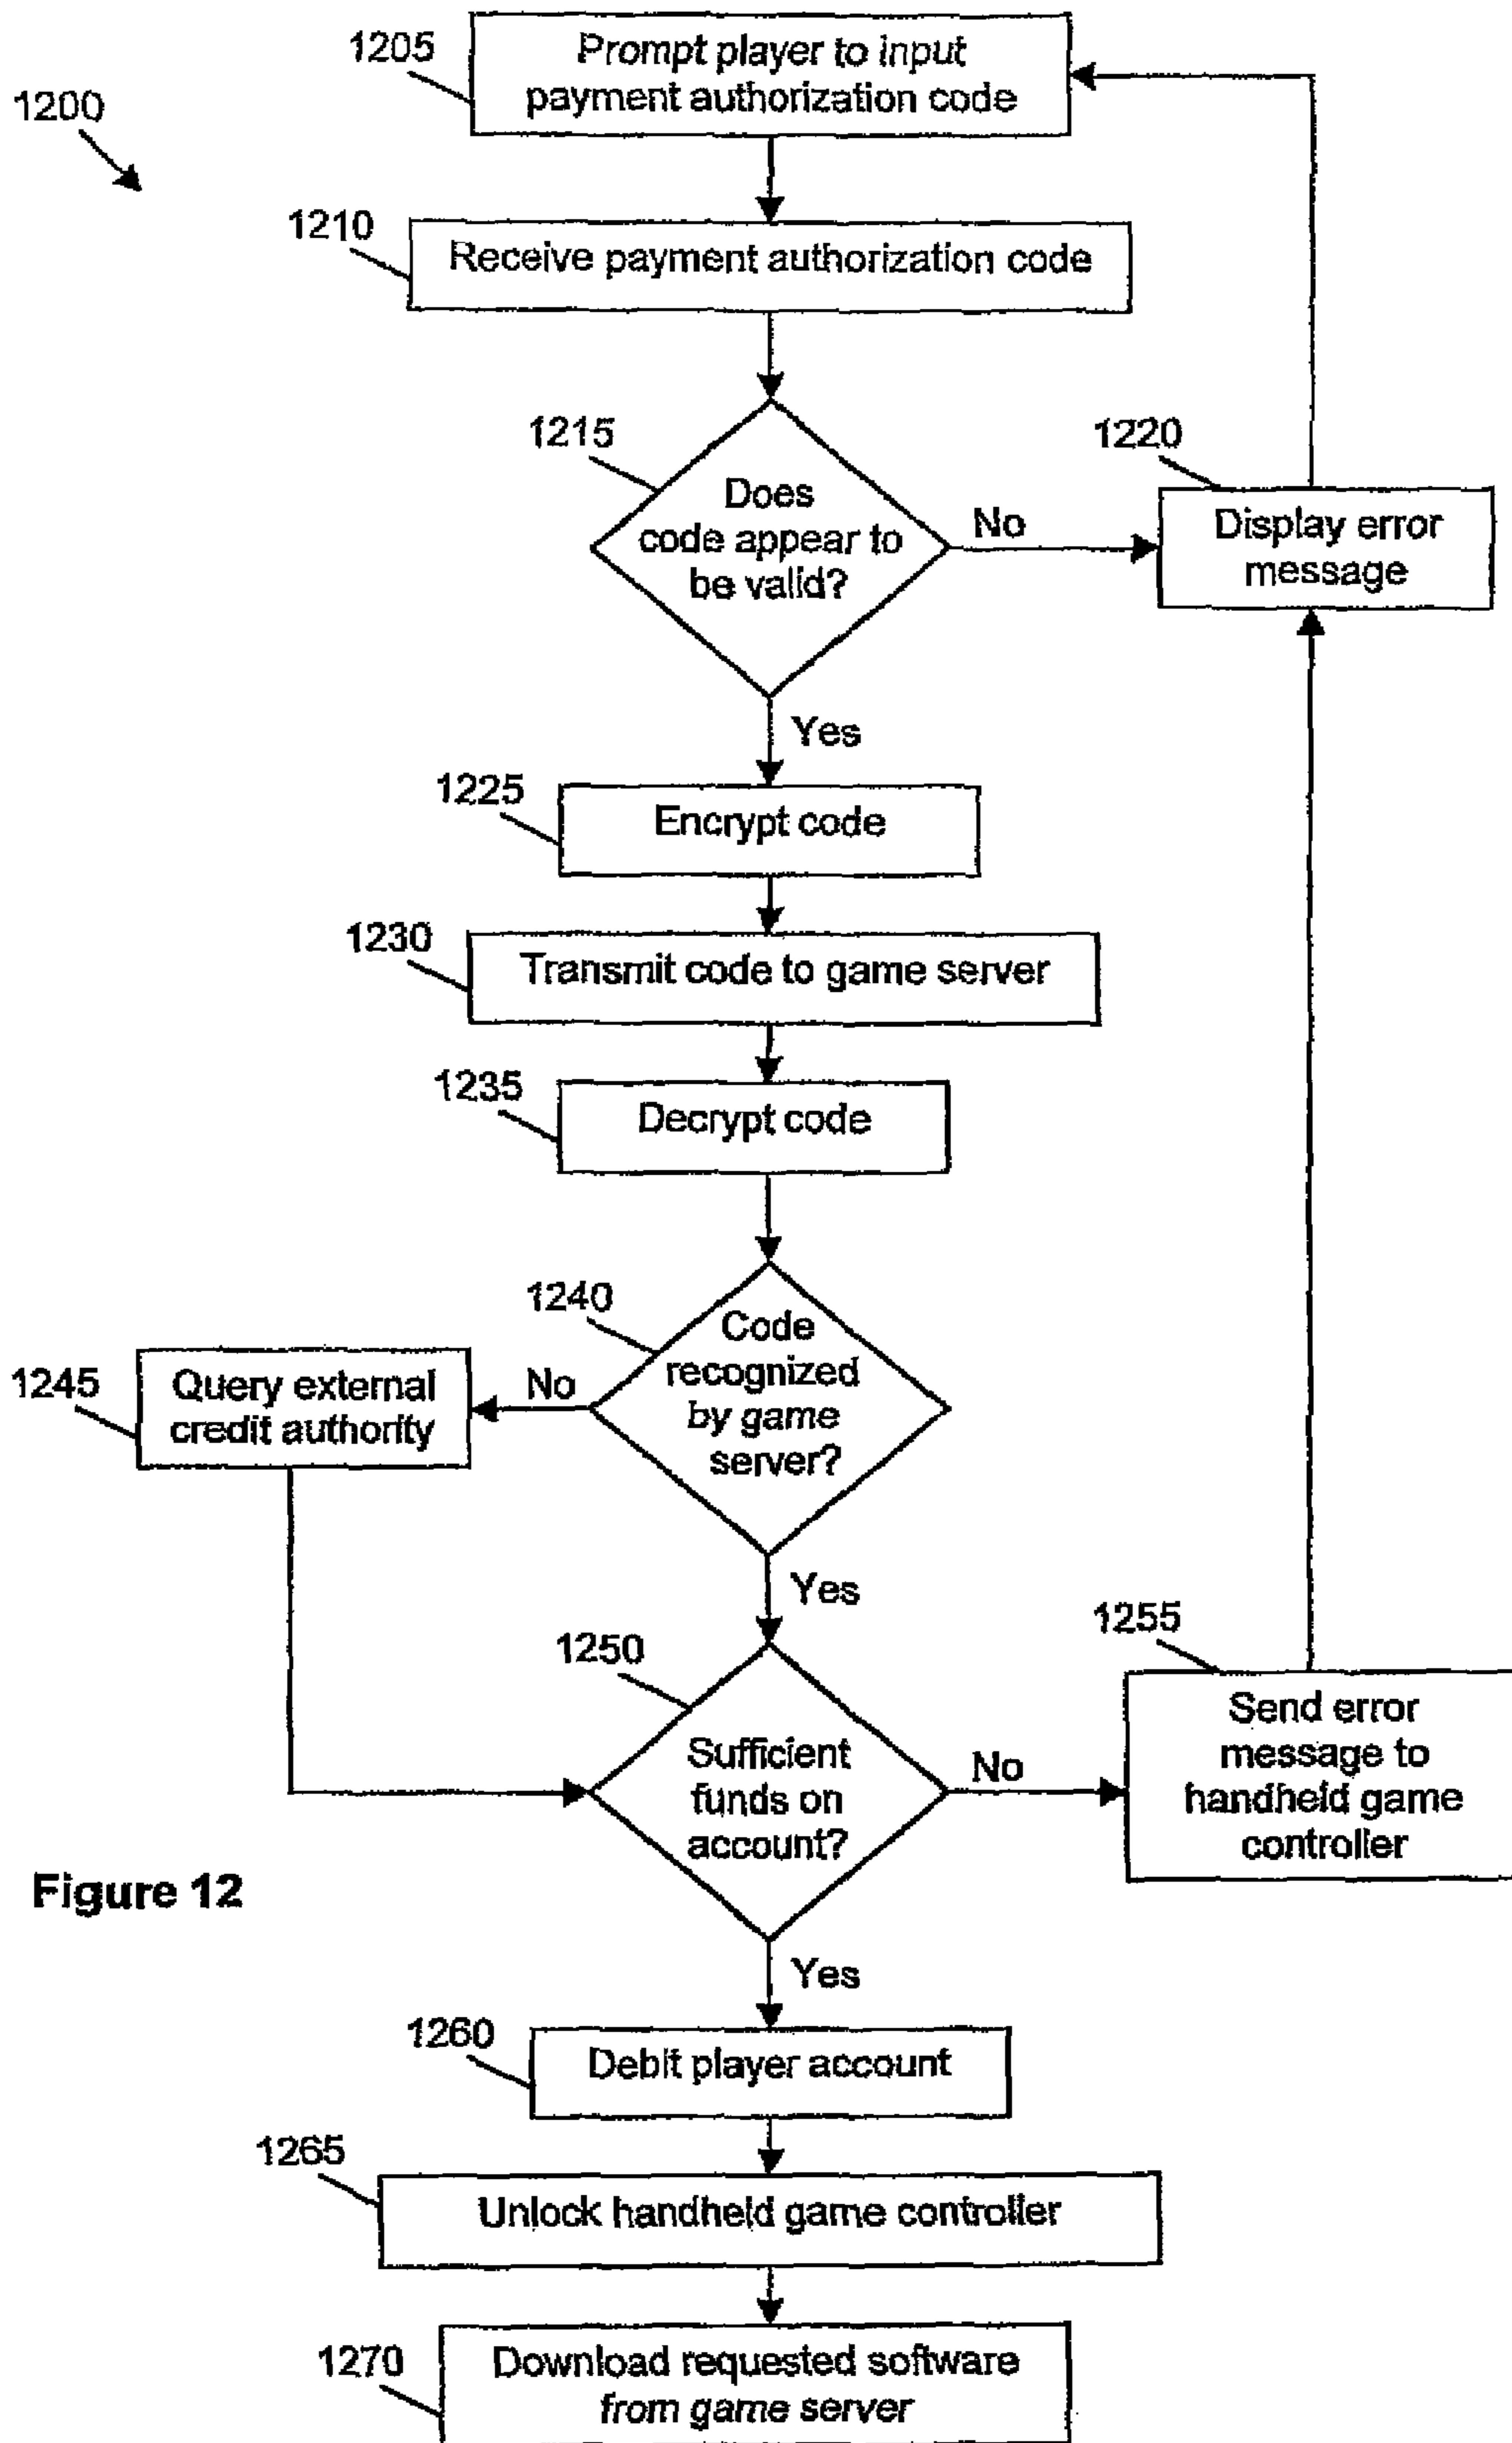 1200
1205
Prompt player to input
payment authorization code
1210
Receive payment authorization code
1215
Does
code appear to
be valid?
No
1220
Display error
message
Yes
1225
Encrypt code
1230
Transmit code to game server
1235
Decrypt code
1240
Code
recognized
by game
server?
No
1245
Query external
credit authority
Yes
1250
Sufficient
funds on
account?
No
1255
Send error
message to
handheld game
controller
Figure 12
Yes
1260
Debit player account
1265
Unlock handheld game controller
1270
Download requested software
from game server